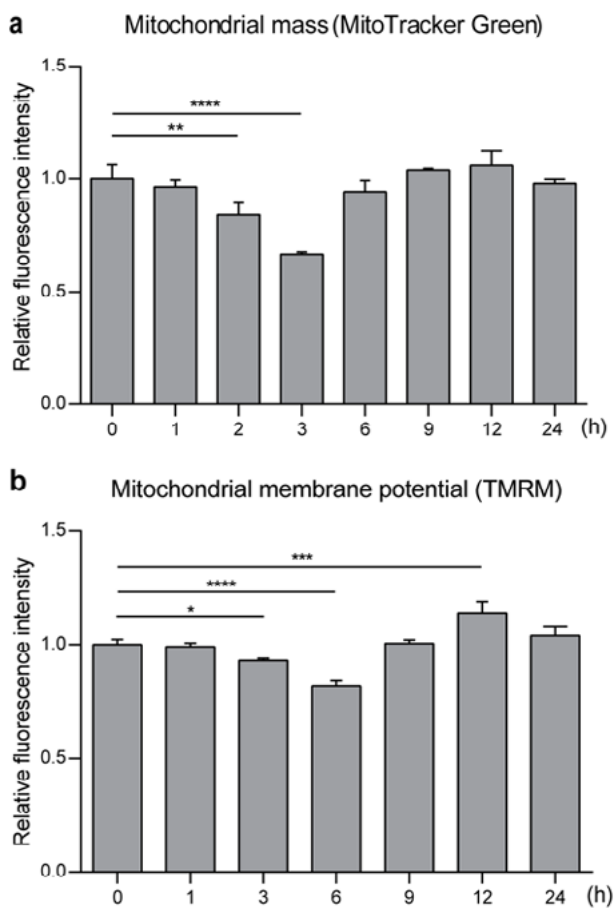 a
Mitochondrial mass (MitoTracker Green)
Relative fluorescence intensity
1.5
1.0
0.5
0.0
****
**
0 1 2 3 6 9 12 24 (h)
b
Mitochondrial membrane potential (TMRM)
Relative fluorescence intensity
1.5
1.0
0.5
0.0
***
****
*
0 1 3 6 9 12 24 (h)